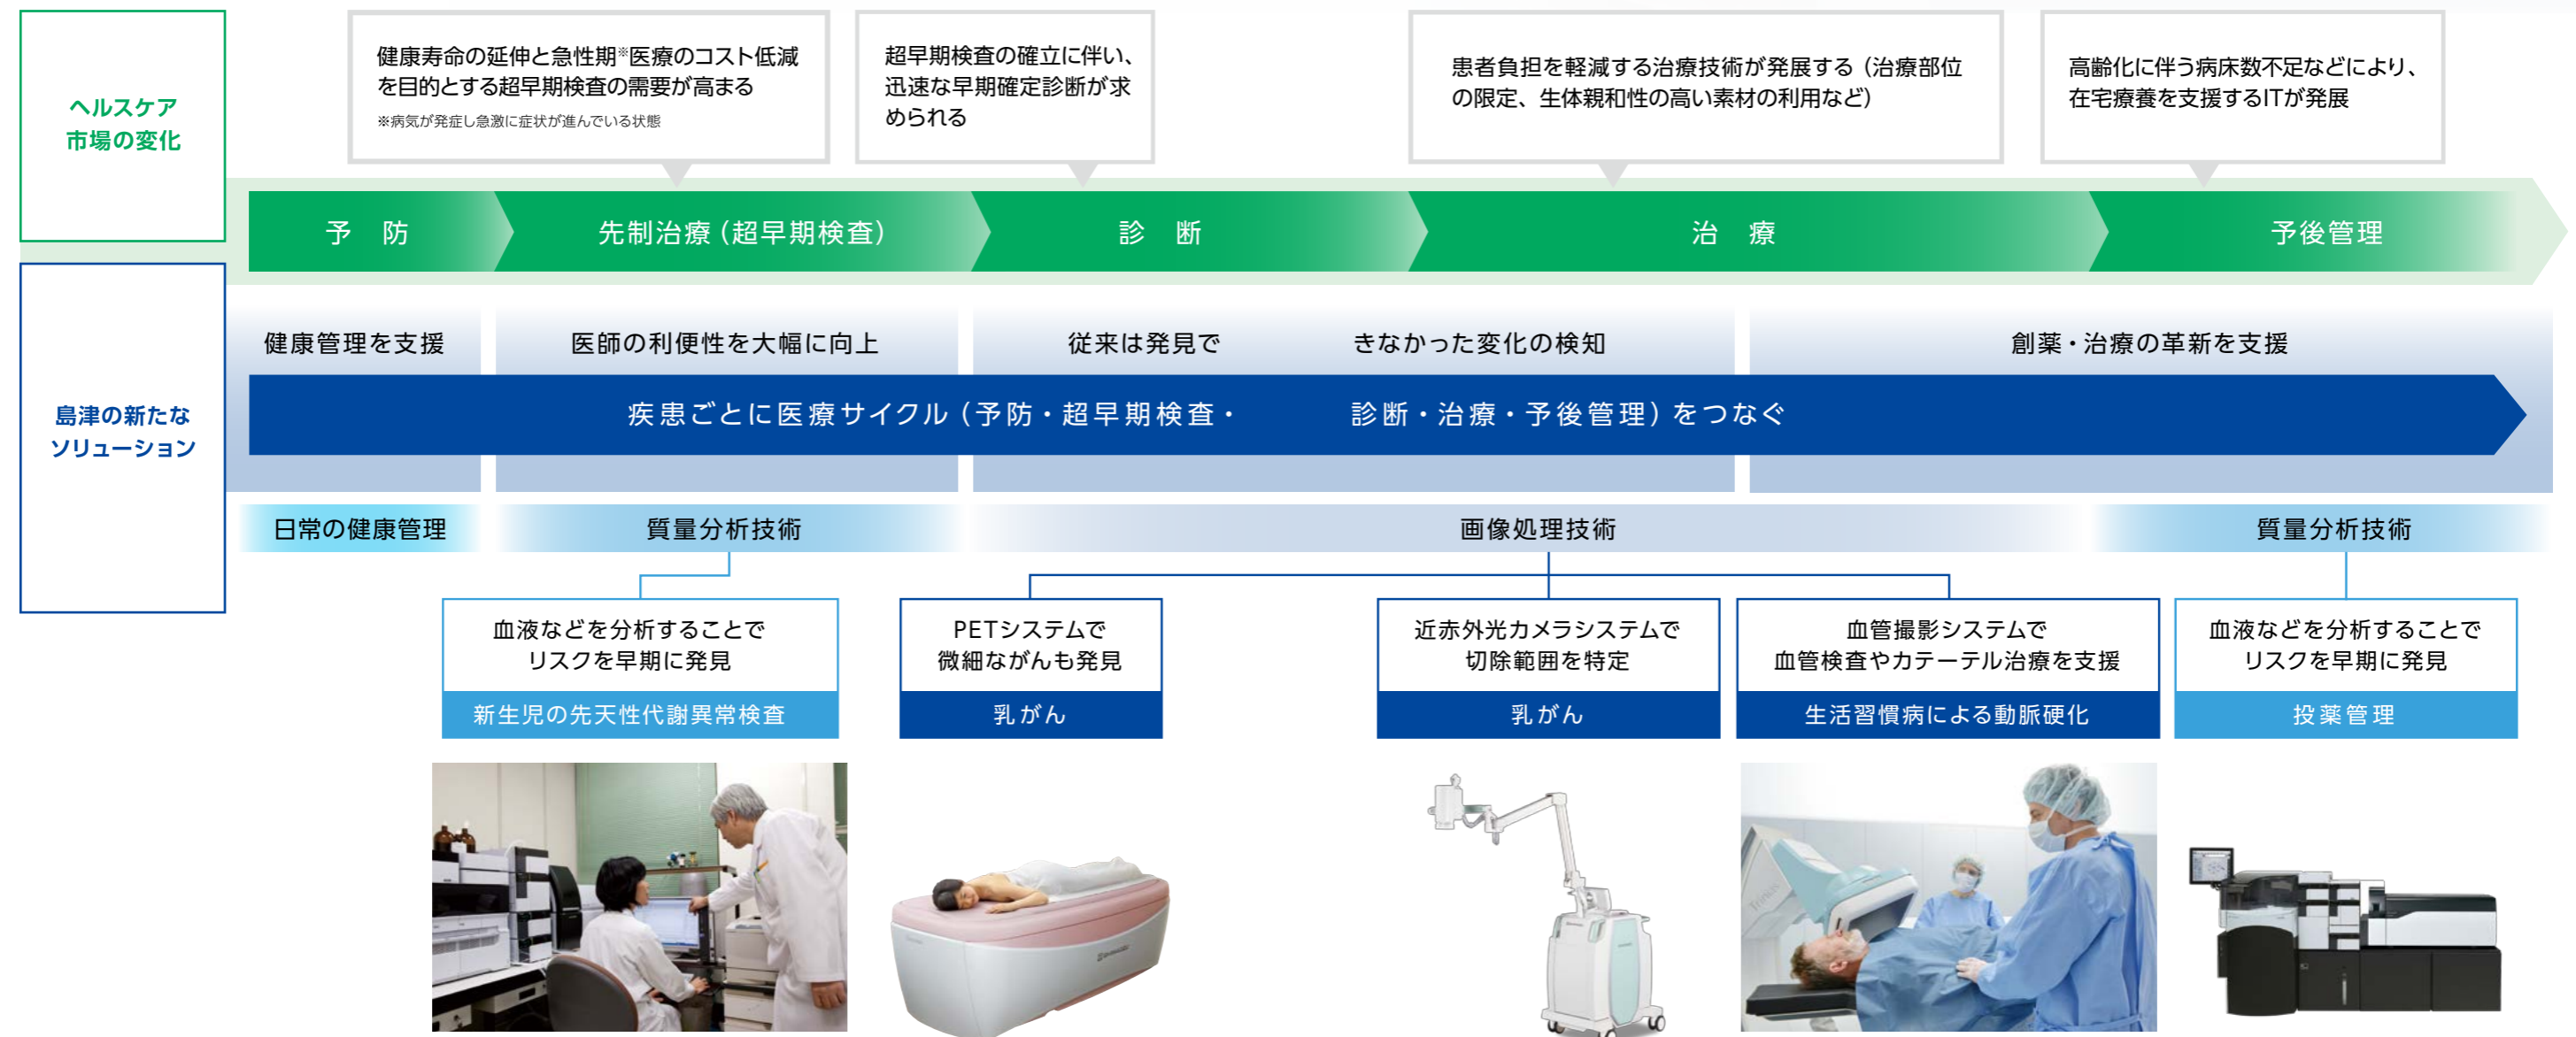 ヘルスケア
市場の変化
健康寿命の延伸と急性期※医療のコスト低減
を目的とする超早期検査の需要が高まる
※病気が発症し急激に症状が進んでいる状態
超早期検査の確立に伴い、
迅速な早期確定診断が求
められる
患者負担を軽減する治療技術が発展する（治療部位
の限定、生体親和性の高い素材の利用など）
高齢化に伴う病床数不足などにより、
在宅療養を支援するITが発展
予 防
先制治療（超早期検査）
診 断
治 療
予後管理
島津の新たな
ソリューション
健康管理を支援
医師の利便性を大幅に向上
従来は発見で きなかった変化の検知
創薬・治療の革新を支援
疾患ごとに医療サイクル（予防・超早期検査・ 診断・治療・予後管理）をつなぐ
日常の健康管理
質量分析技術
画像処理技術
質量分析技術
血液などを分析することで
リスクを早期に発見
新生児の先天性代謝異常検査
PETシステムで
微細ながんも発見
乳がん
近赤外光カメラシステムで
切除範囲を特定
乳がん
血管撮影システムで
血管検査やカテーテル治療を支援
生活習慣病による動脈硬化
血液などを分析することで
リスクを早期に発見
投薬管理
Trinias